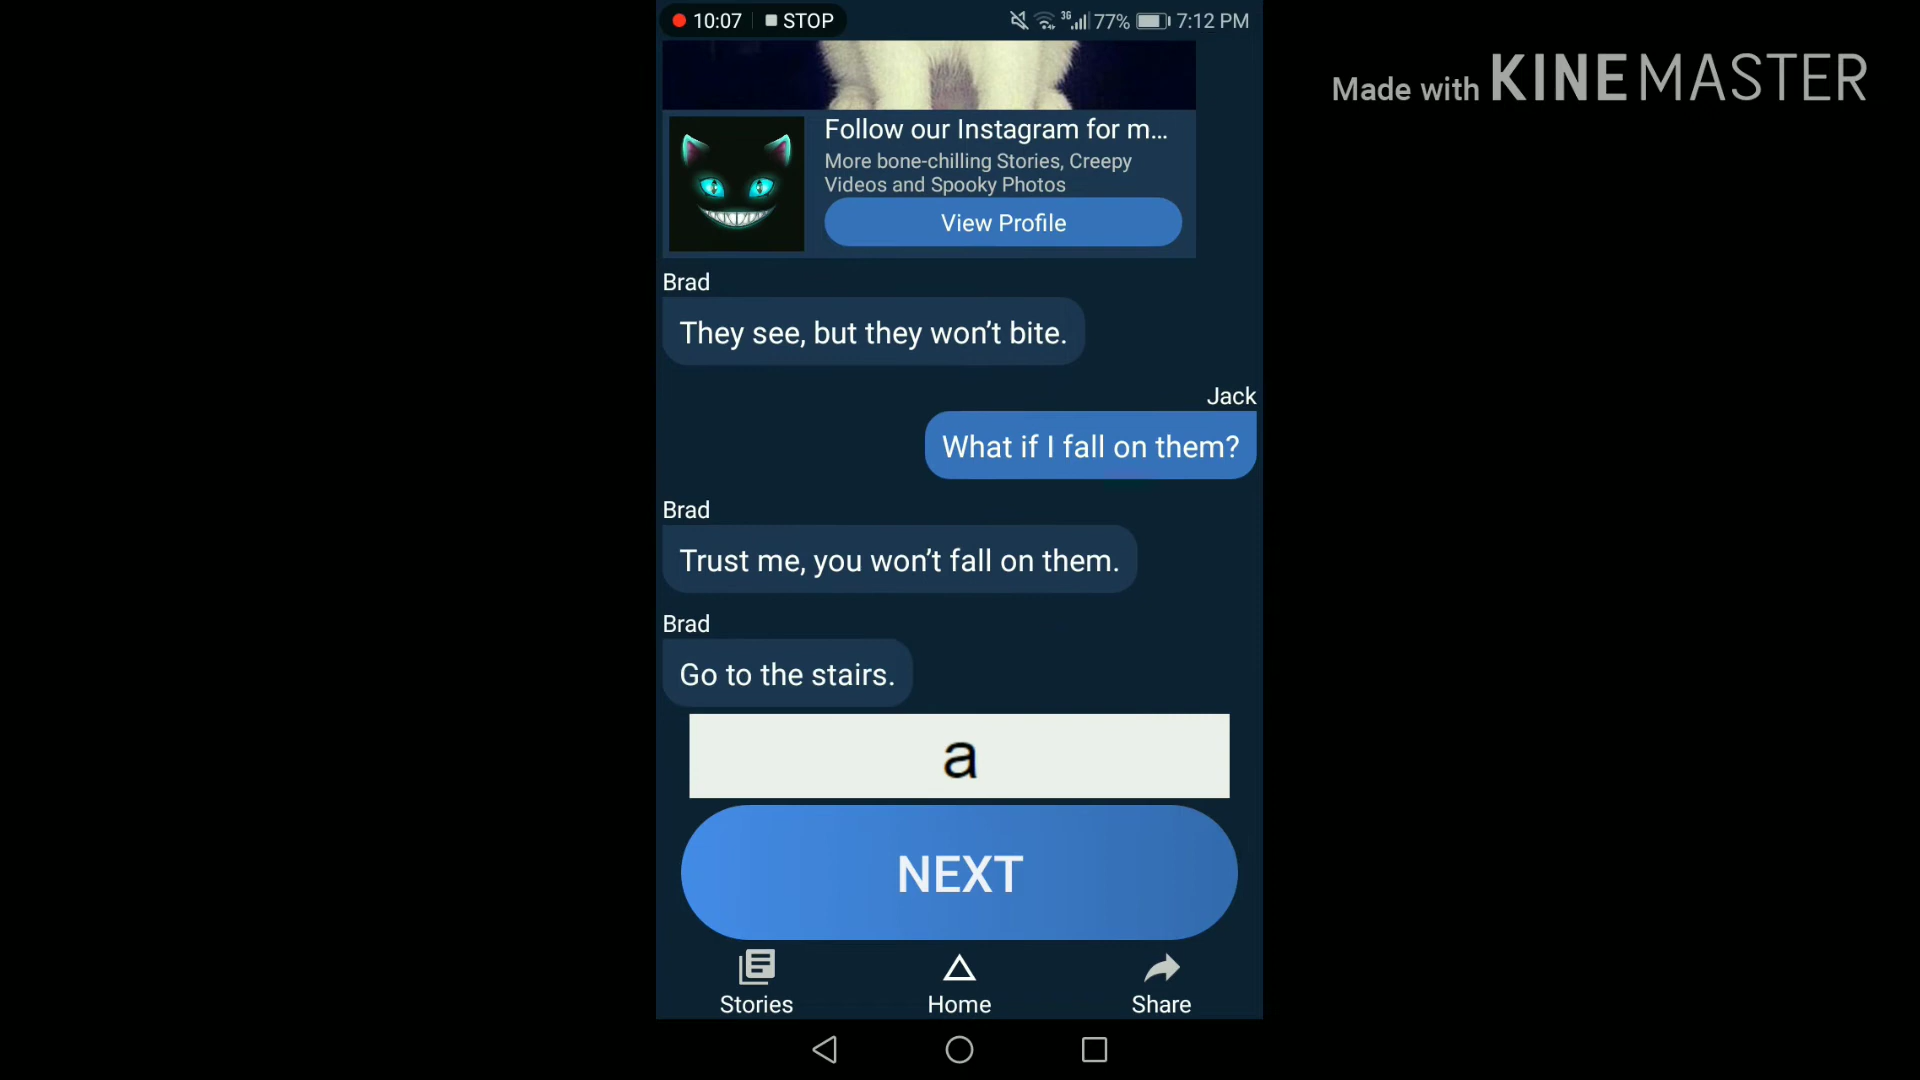 10:07 STOP 3G 77% 7:12 PM
Made with KINEMASTER
Follow our Instagram for m...
More bone-chilling Stories, Creepy
Videos and Spooky Photos
View Profile
Brad
They see, but they won’t bite.
Jack
What if I fall on them?
Brad
Trust me, you won’t fall on them.
Brad
Go to the stairs.
a
NEXT
Stories Home Share